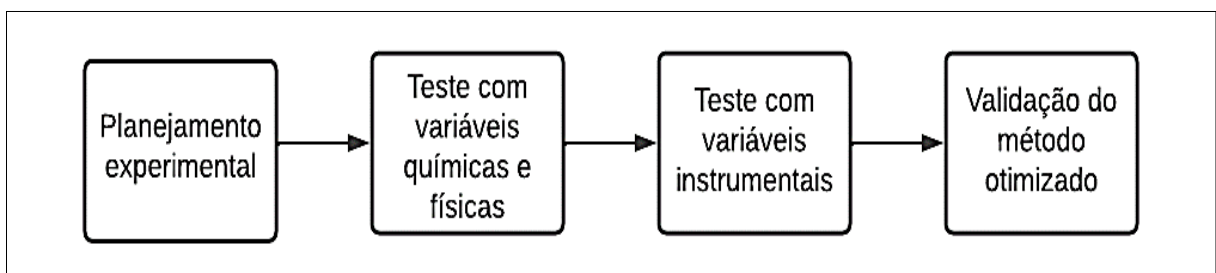 Planejamento
experimental
Teste com
variáveis
químicas e
físicas
Teste com
variáveis
instrumentais
Validação do
método
otimizado